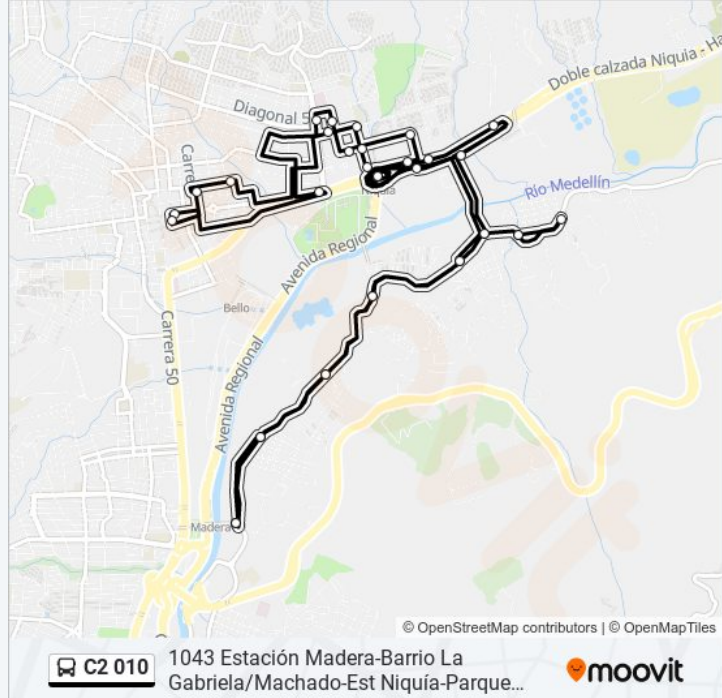 Doble calzada Niquia - Ha
Diagonal 5
Carre
Niquia
Río Medellín
Avenida Regional
Bello
Carrera 50
Avenida Regional
Madera
© OpenStreetMap contributors | © OpenMapTiles
C2 010
1043 Estación Madera-Barrio La
Gabriela/Machado-Est Niquía-Parque...
moovit